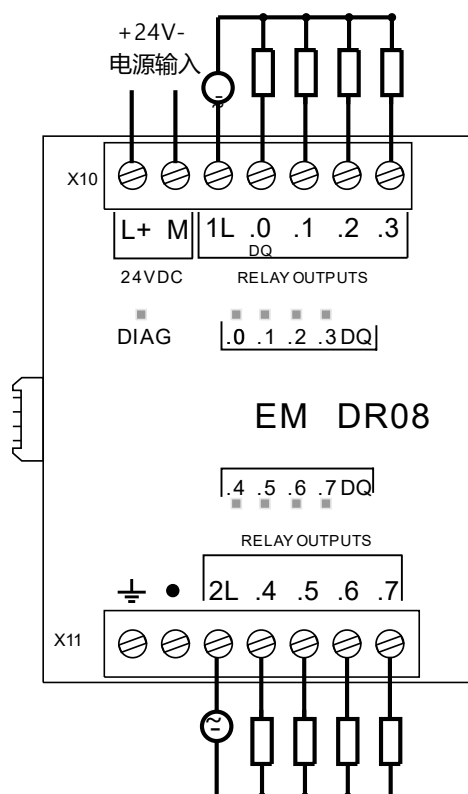 +24V-
电源输入
X10
L+ M 1L .0 .1 .2 .3
DQ
24VDC RELAY OUTPUTS
DIAG .0 .1 .2 .3 DQ
EM DR08
.4 .5 .6 .7 DQ
RELAY OUTPUTS
2L .4 .5 .6 .7
X11